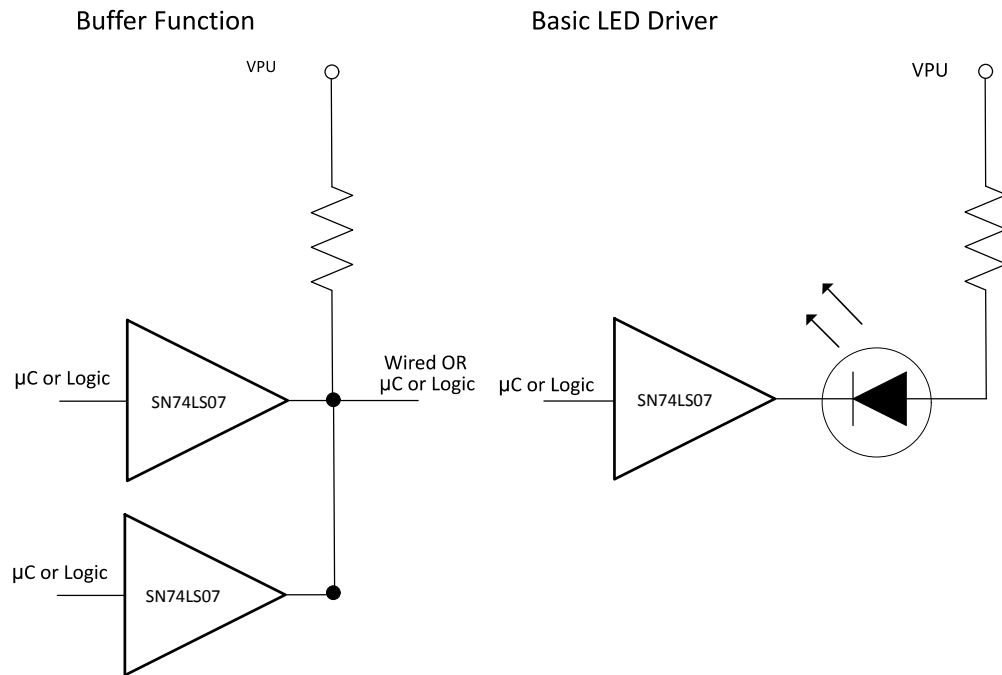 Buffer Function
Basic LED Driver
VPU
VPU
µC or Logic
SN74LS07
Wired OR
µC or Logic
µC or Logic
SN74LS07
µC or Logic
SN74LS07